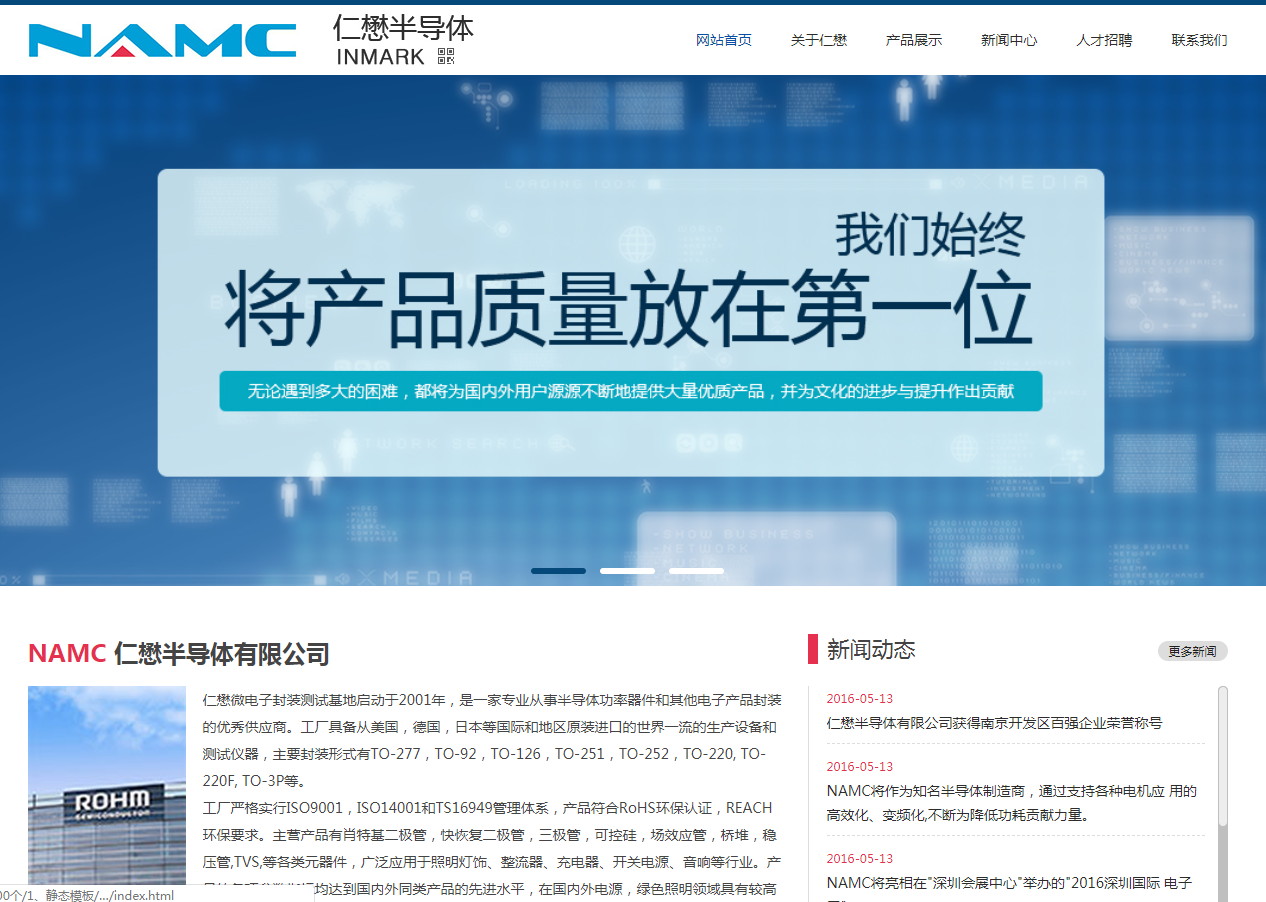 NAMC
仁懋半导体
INMARK
网站首页 关于仁懋 产品展示 新闻中心 人才招聘 联系我们
我们始终
将产品质量放在第一位
无论遇到多大的困难，都将为国内外用户源源不断地提供大量优质产品，并为文化的进步与提升作出贡献
SHOW BUSINESS
NETWORK
MEDIA
NAMC 仁懋半导体有限公司
ROHM
SEMICONDUCTOR
仁懋微电子封装测试基地启动于2001年，是一家专业从事半导体功率器件和其他电子产品封装
的优秀供应商。工厂具备从美国，德国，日本等国际和地区原装进口的世界一流的生产设备和
测试仪器，主要封装形式有TO-277，TO-92，TO-126，TO-251，TO-252，TO-220, TO-
220F, TO-3P等。
工厂严格实行ISO9001，ISO14001和TS16949管理体系，产品符合RoHS环保认证，REACH
环保要求。主营产品有肖特基二极管，快恢复二极管，三极管，可控硅，场效应管，桥堆，稳
压管,TVS,等各类元器件，广泛应用于照明灯饰、整流器、充电器、开关电源、音响等行业。产
均达到国内外同类产品的先进水平，在国内外电源，绿色照明领域具有较高
新闻动态
更多新闻
2016-05-13
仁懋半导体有限公司获得南京开发区百强企业荣誉称号
2016-05-13
NAMC将作为知名半导体制造商，通过支持各种电机应 用的
高效化、变频化,不断为降低功耗贡献力量。
2016-05-13
NAMC将亮相在"深圳会展中心"举办的"2016深圳国际 电子
00个/1、静态模板/.../index.html